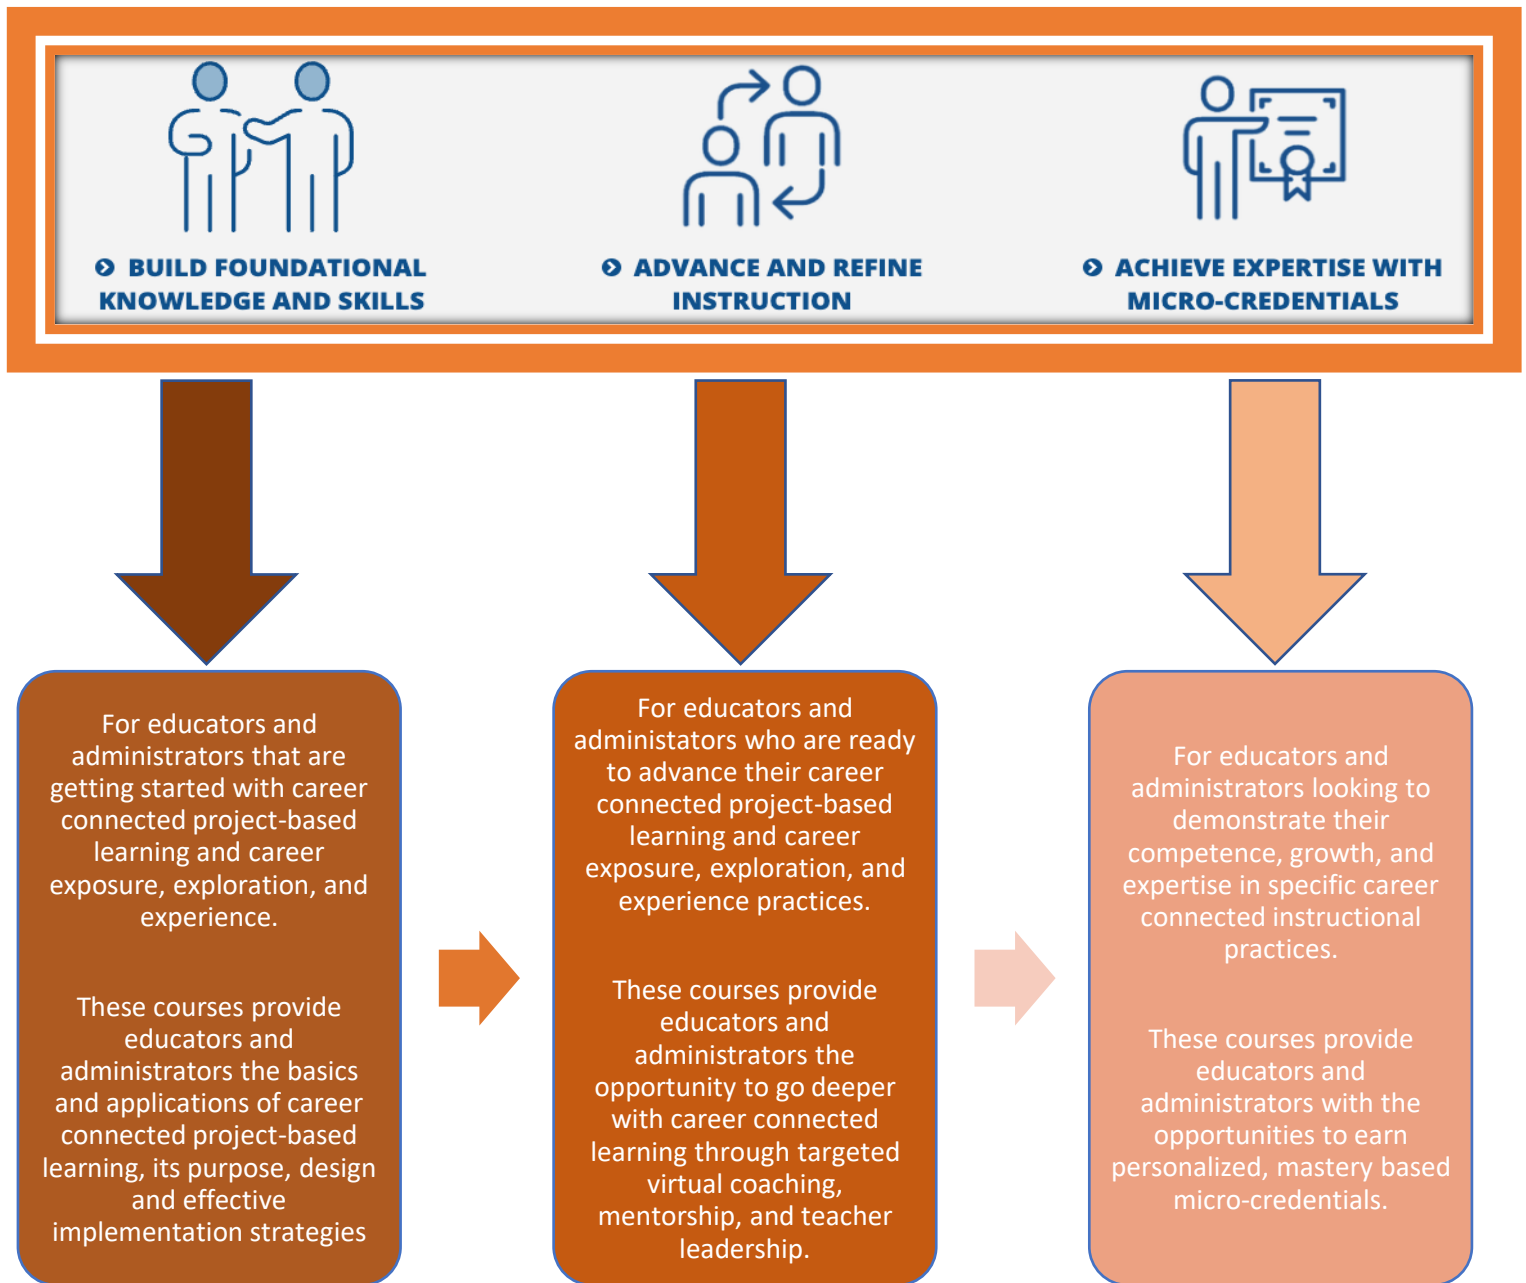 BUILD FOUNDATIONAL
KNOWLEDGE AND SKILLS
ADVANCE AND REFINE
INSTRUCTION
ACHIEVE EXPERTISE WITH
MICRO-CREDENTIALS
For educators and
administrators that are
getting started with career
connected project-based
learning and career
exposure, exploration, and
experience.
These courses provide
educators and
administrators the basics
and applications of career
connected project-based
learning, its purpose, design
and effective
implementation strategies
For educators and
administators who are ready
to advance their career
connected project-based
learning and career
exposure, exploration, and
experience practices.
These courses provide
educators and
administrators the
opportunity to go deeper
with career connected
learning through targeted
virtual coaching,
mentorship, and teacher
leadership.
For educators and
administrators looking to
demonstrate their
competence, growth, and
expertise in specific career
connected instructional
practices.
These courses provide
educators and
administrators with the
opportunities to earn
personalized, mastery based
micro-credentials.